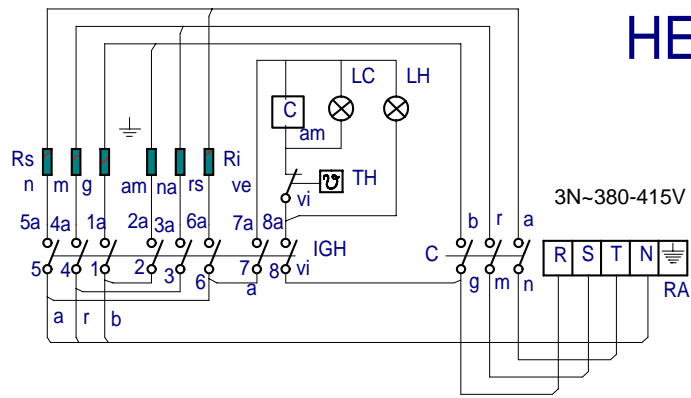 HE
LC LH
C
am
Rs Ri
n m g am na rs ve TH
vi
3N~380-415V
5a 4a 1a 2a 3a 6a 7a 8a b r a
IGH C R S T N
5 4 1 2 3 6 7 8 vi
a g m n RA
a r b